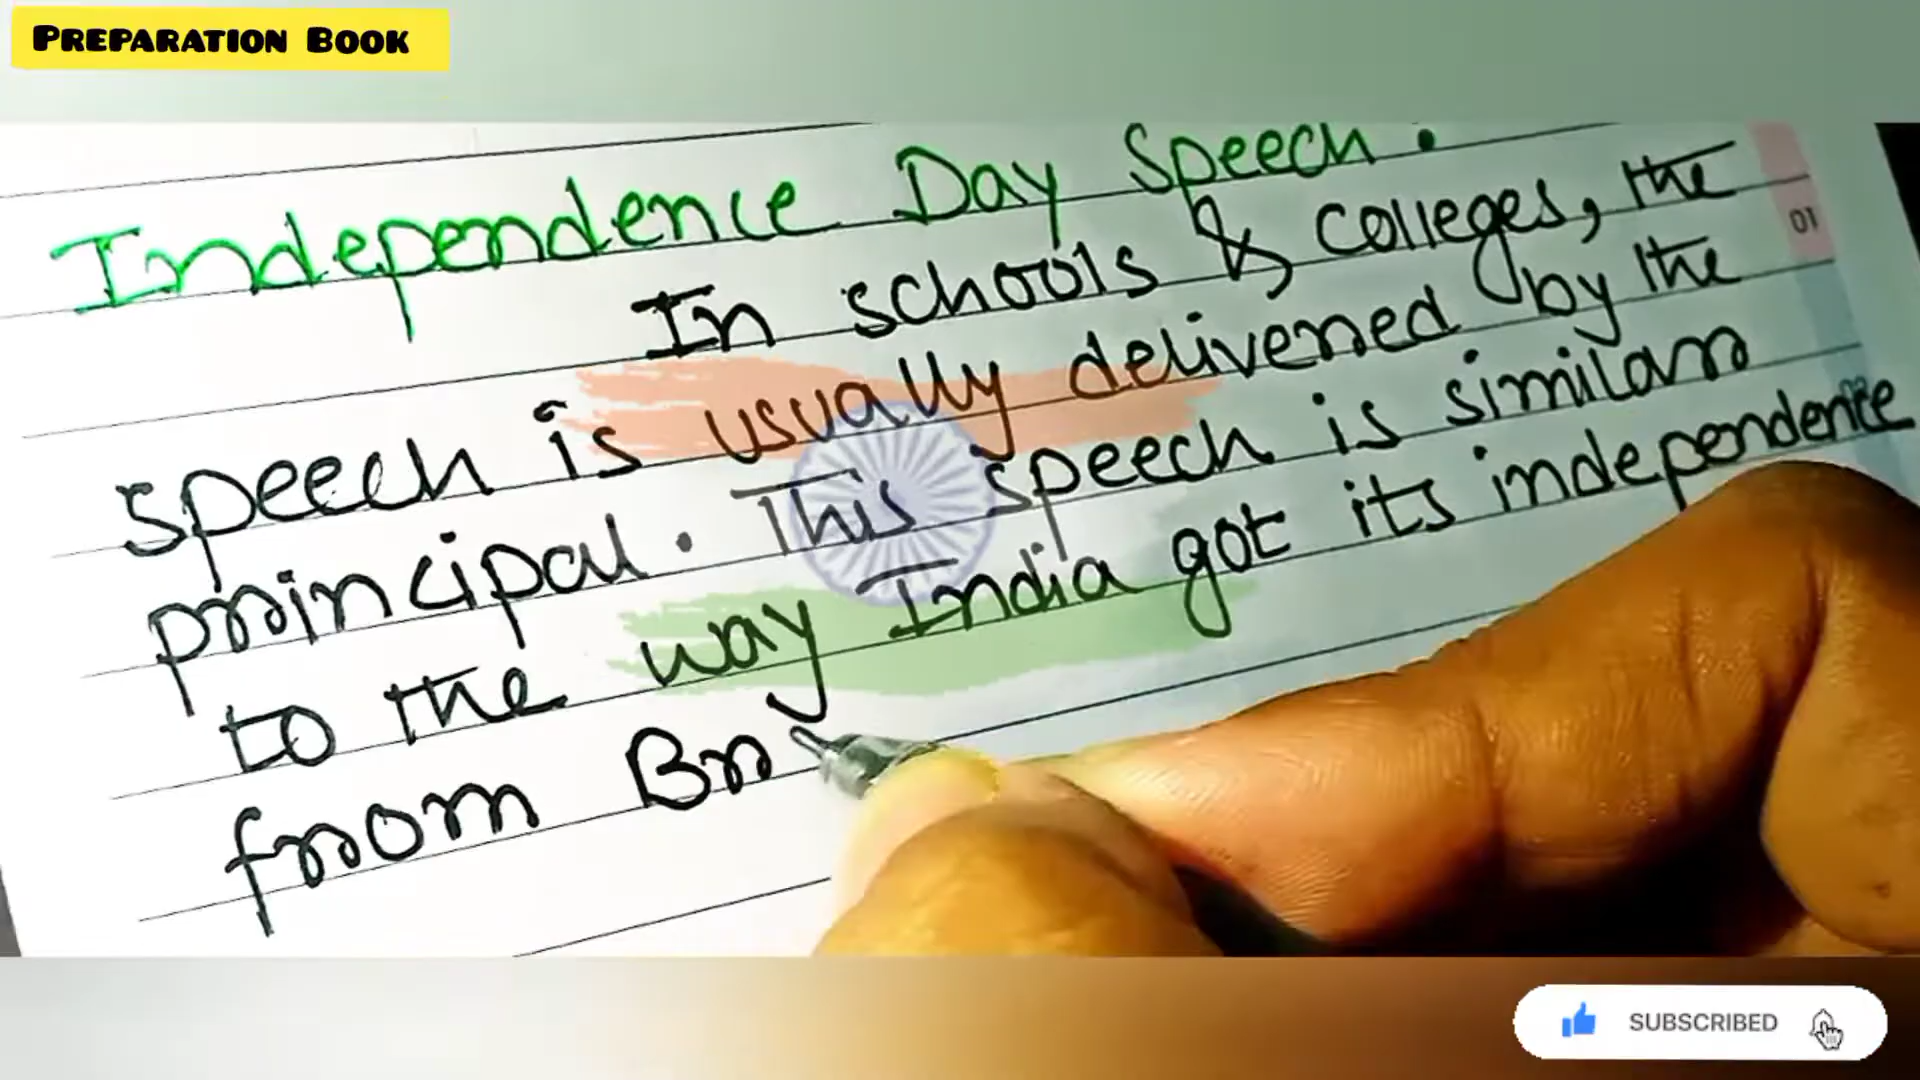 PREPARATION BOOK
Independence Day Speech.
In schools & colleges, the
speech is usually delivered by the
principal. This speech is similar
to the way India got its independence
from Br
01
SUBSCRIBED